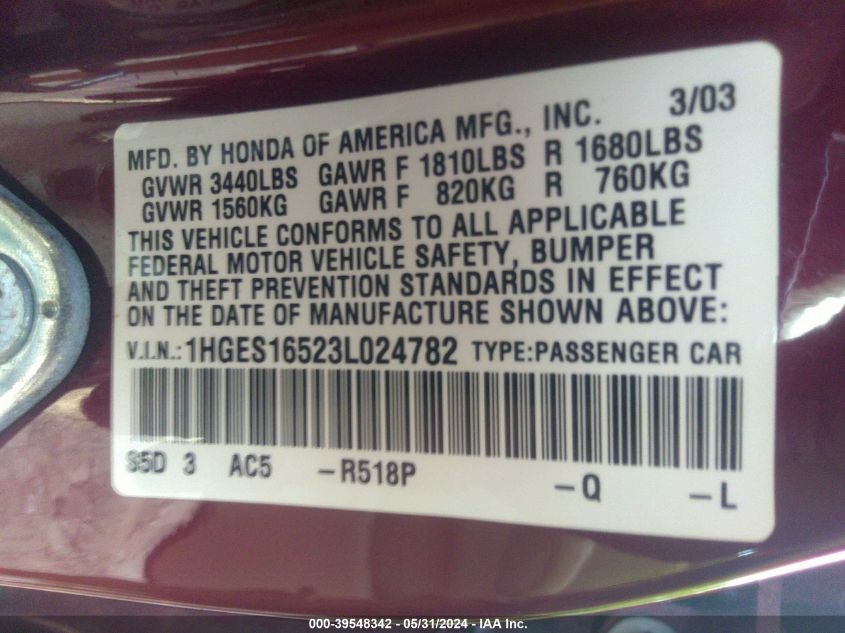 MFD. BY HONDA OF AMERICA MFG., INC. 3/03
GVWR 3440LBS GAWR F 1810LBS R 1680LBS
GVWR 1560KG GAWR F 820KG R 760KG
THIS VEHICLE CONFORMS TO ALL APPLICABLE
FEDERAL MOTOR VEHICLE SAFETY, BUMPER
AND THEFT PREVENTION STANDARDS IN EFFECT
ON THE DATE OF MANUFACTURE SHOWN ABOVE:
V.I.N.:1HGES16523L024782 TYPE:PASSENGER CAR
S5D 3 AC5 -R518P -Q -L
000-39548342 - 05/31/2024 - IAA Inc.